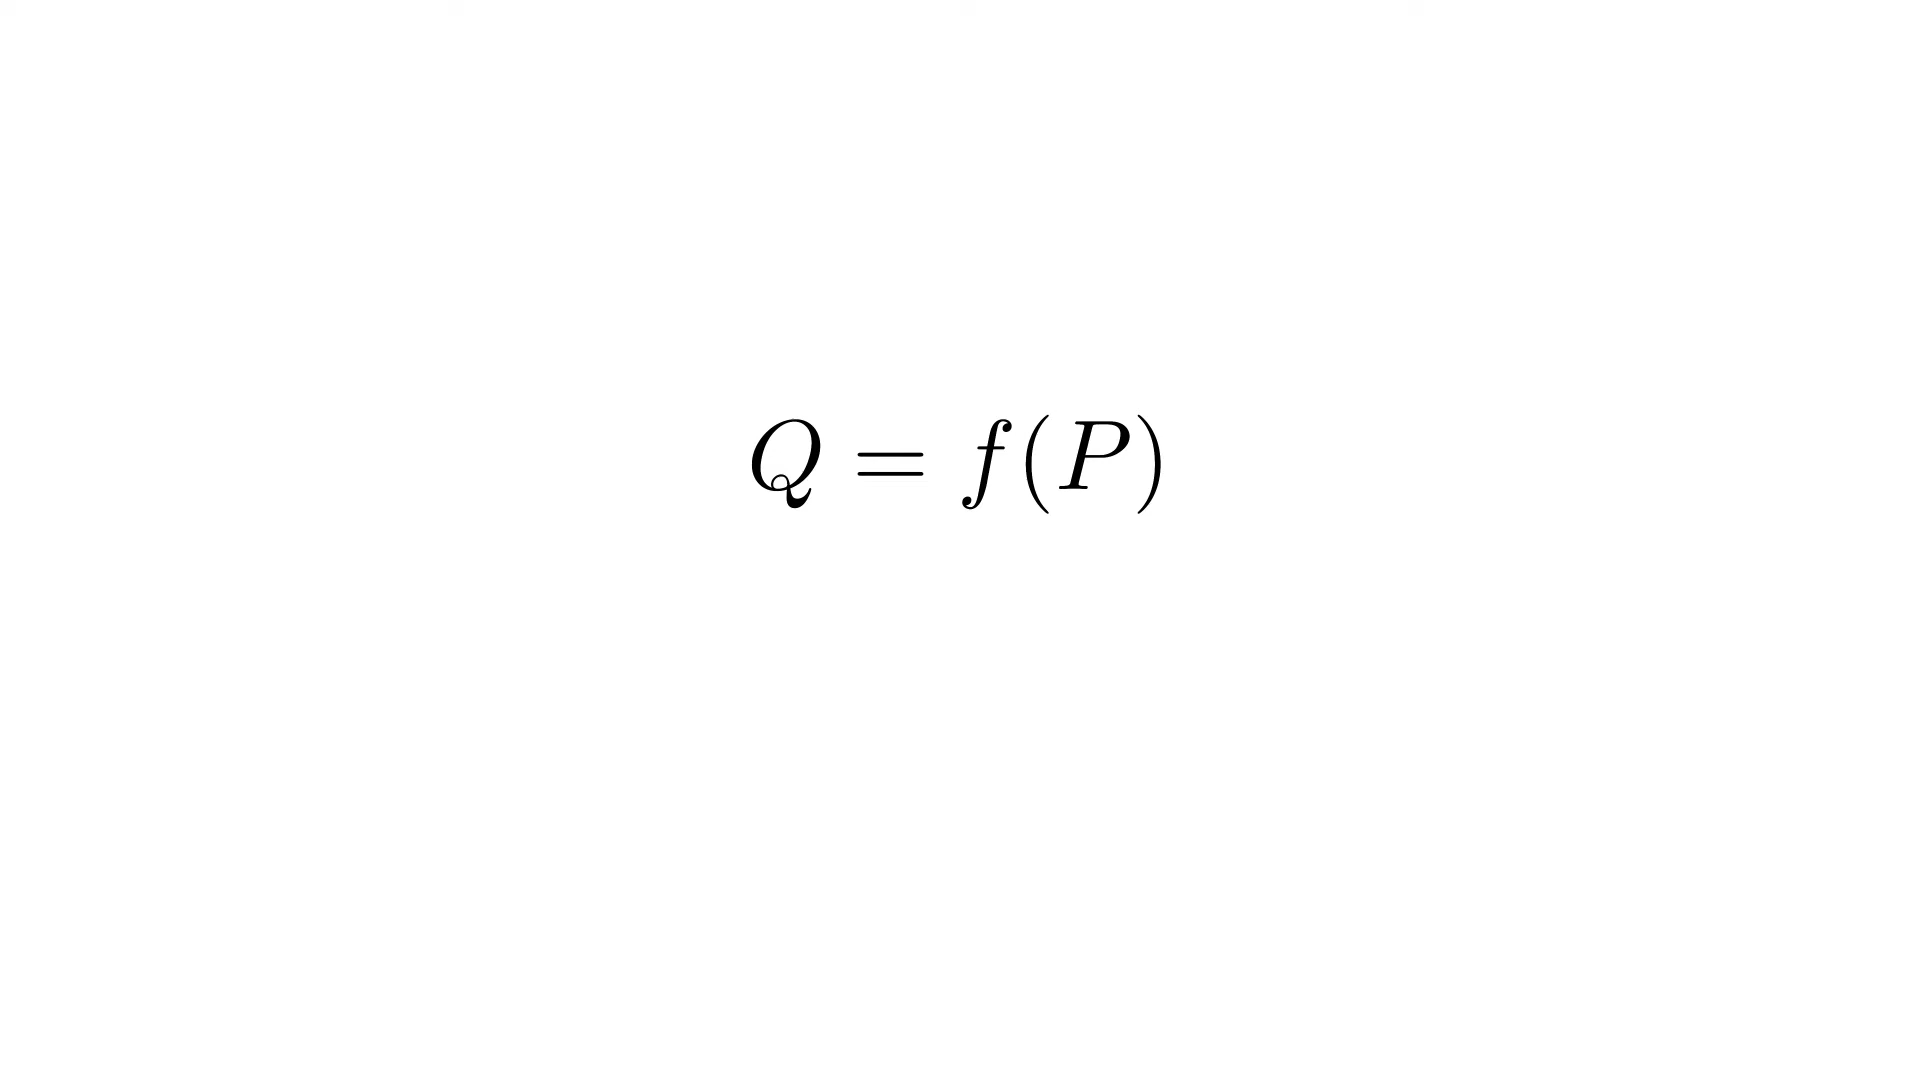 Q = f(P)